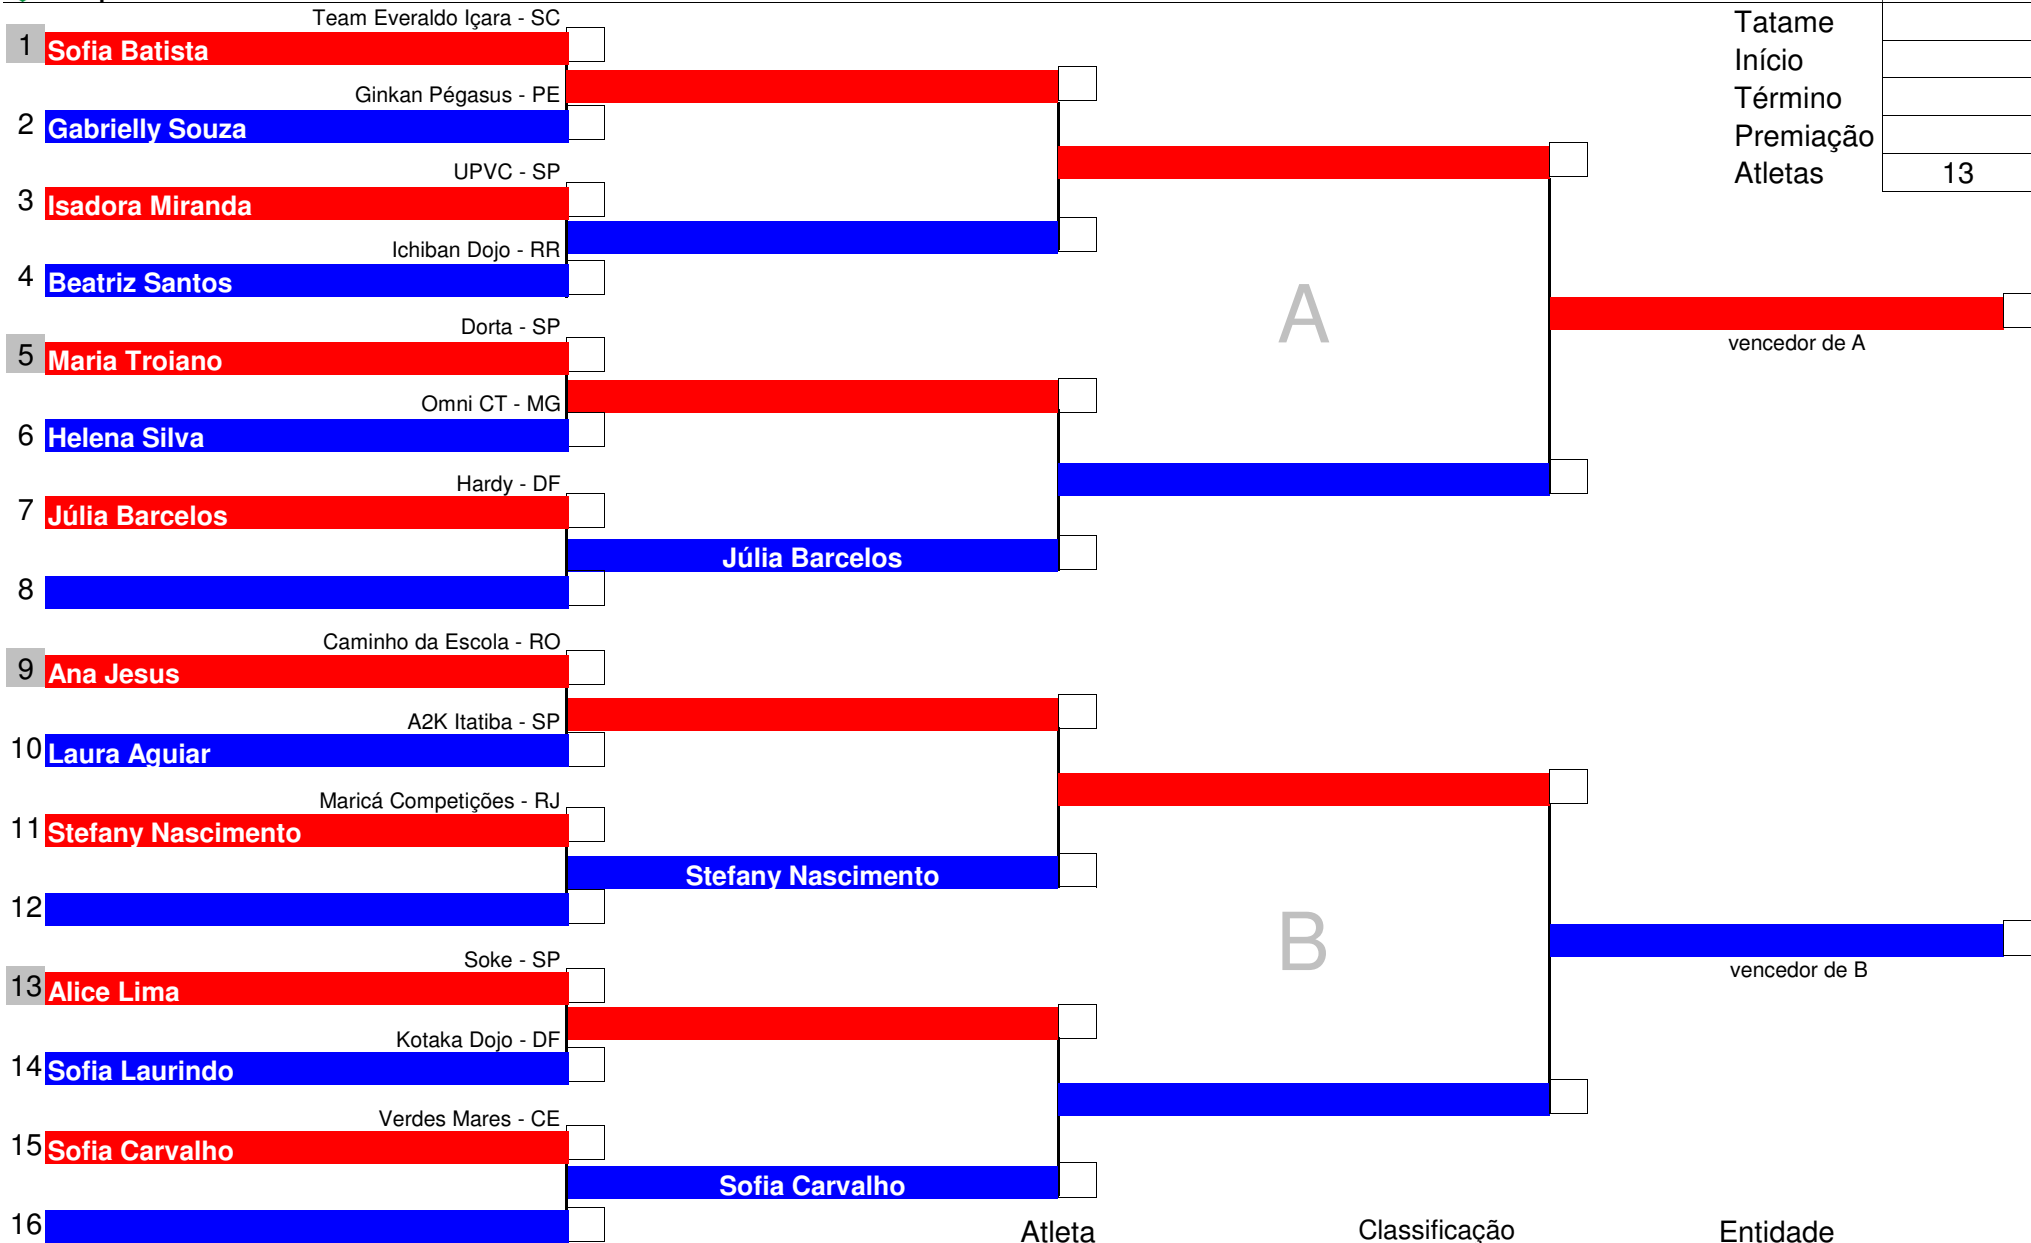 Team Everaldo Içara - SC
1 Sofia Batista
Ginkan Pégasus - PE
2 Gabrielly Souza
UPVC - SP
3 Isadora Miranda
Ichiban Dojo - RR
4 Beatriz Santos
Dorta - SP
5 Maria Troiano
Omni CT - MG
6 Helena Silva
Hardy - DF
7 Júlia Barcelos
Júlia Barcelos
8
Caminho da Escola - RO
9 Ana Jesus
A2K Itatiba - SP
10 Laura Aguiar
Maricá Competições - RJ
11 Stefany Nascimento
Stefany Nascimento
12
Soke - SP
13 Alice Lima
Kotaka Dojo - DF
14 Sofia Laurindo
Verdes Mares - CE
15 Sofia Carvalho
Sofia Carvalho
16
A
B
Tatame
Início
Término
Premiação
Atletas 13
vencedor de A
vencedor de B
Atleta Classificação Entidade